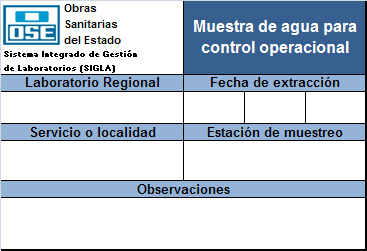 OSE
Obras
Sanitarias
del Estado
Sistema Integrado de Gestión
de Laboratorios (SIGLA)
Muestra de agua para
control operacional
Laboratorio Regional
Fecha de extracción
Servicio o localidad
Estación de muestreo
Observaciones